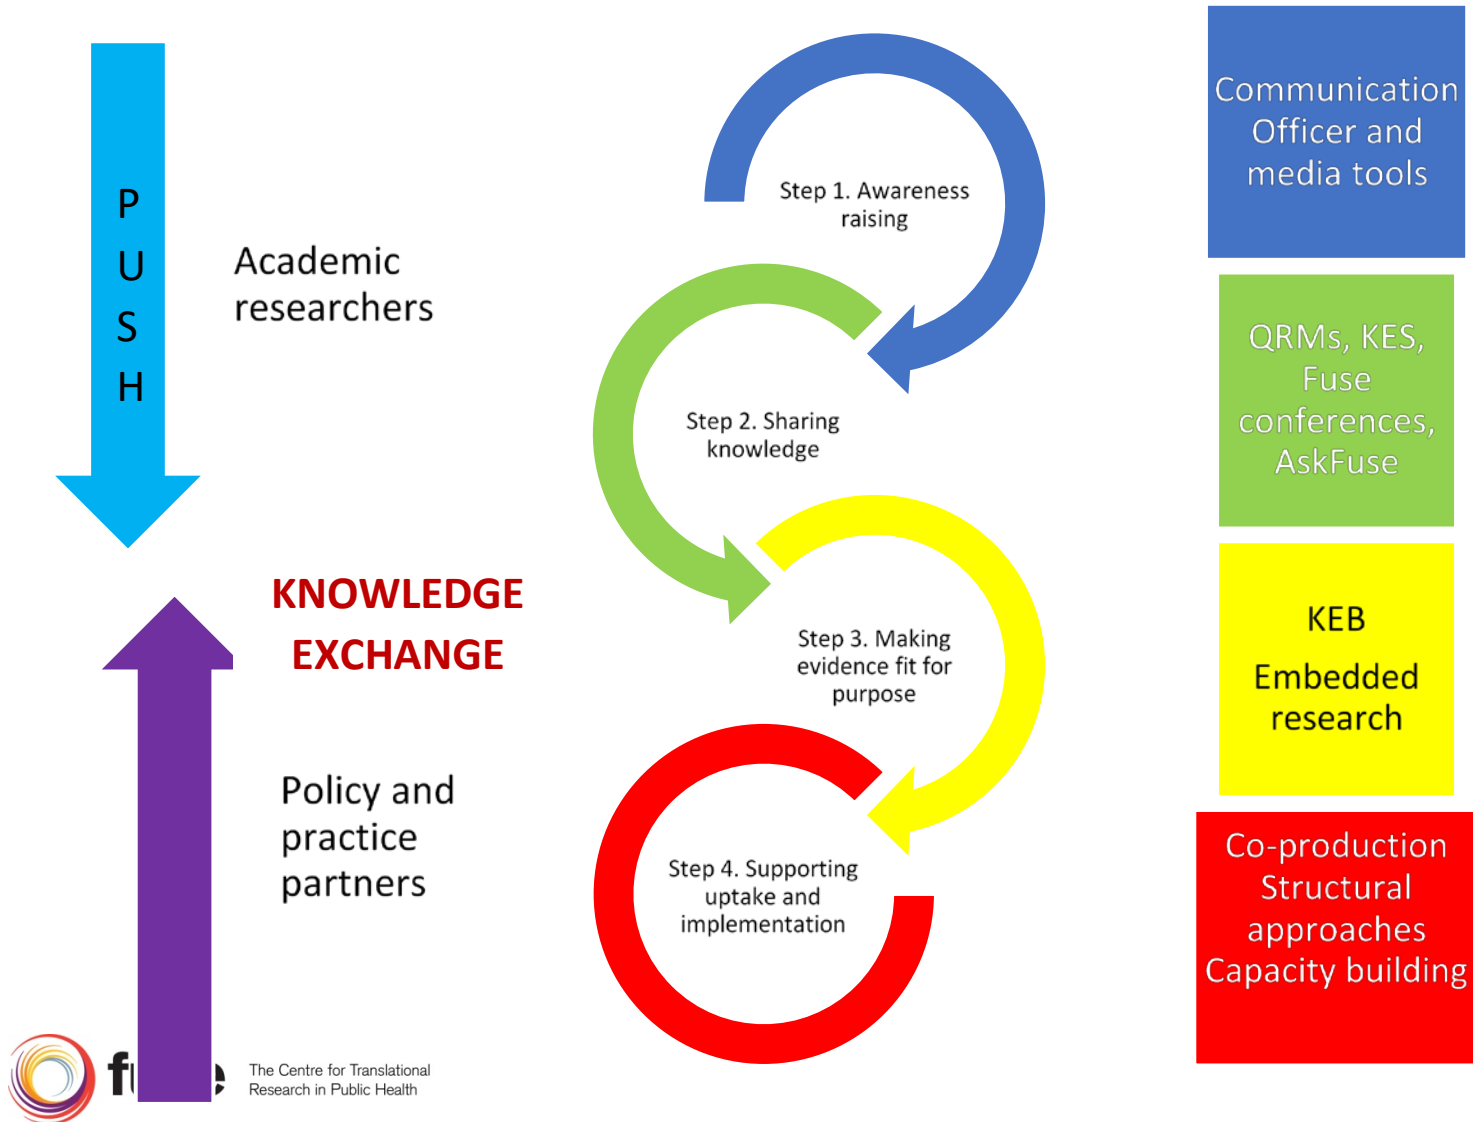 PUSH
Academic
researchers
KNOWLEDGE
EXCHANGE
Policy and
practice
partners
Step 1. Awareness
raising
Step 2. Sharing
knowledge
Step 3. Making
evidence fit for
purpose
Step 4. Supporting
uptake and
implementation
Communication
Officer and
media tools
QRMs, KES,
Fuse
conferences,
AskFuse
KEB
Embedded
research
Co-production
Structural
approaches
Capacity building
The Centre for Translational
Research in Public Health